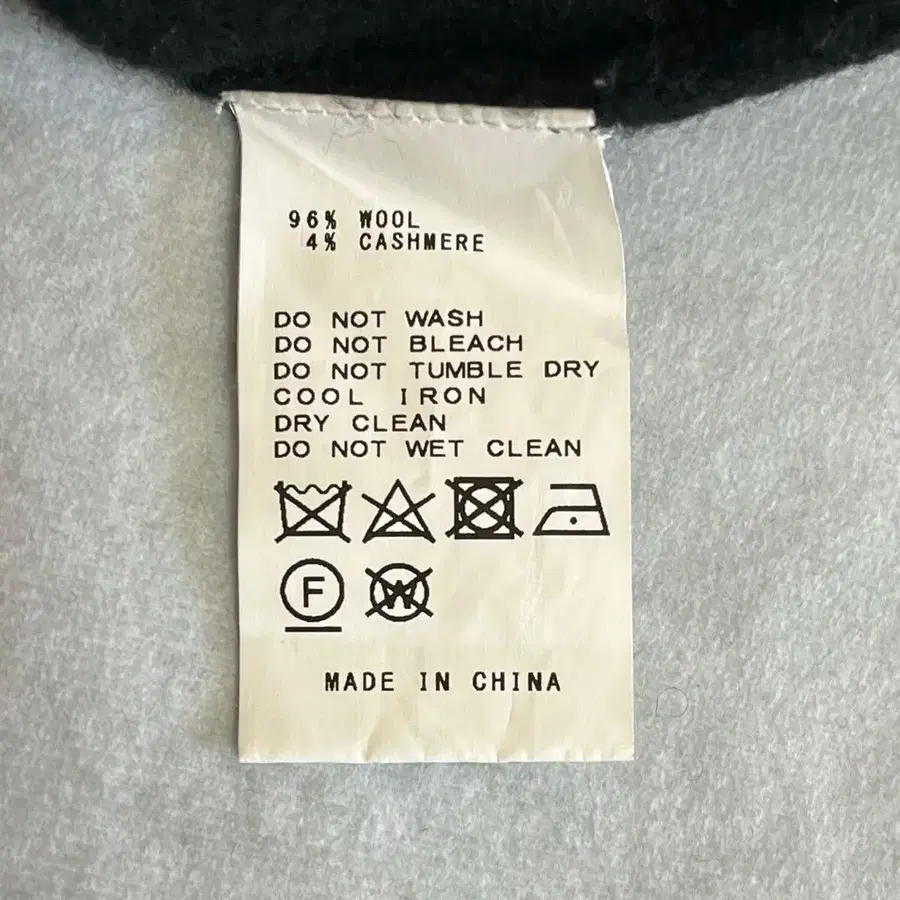 96% WOOL
4% CASHMERE
DO NOT WASH
DO NOT BLEACH
DO NOT TUMBLE DRY
COOL IRON
DRY CLEAN
DO NOT WET CLEAN
F W
MADE IN CHINA